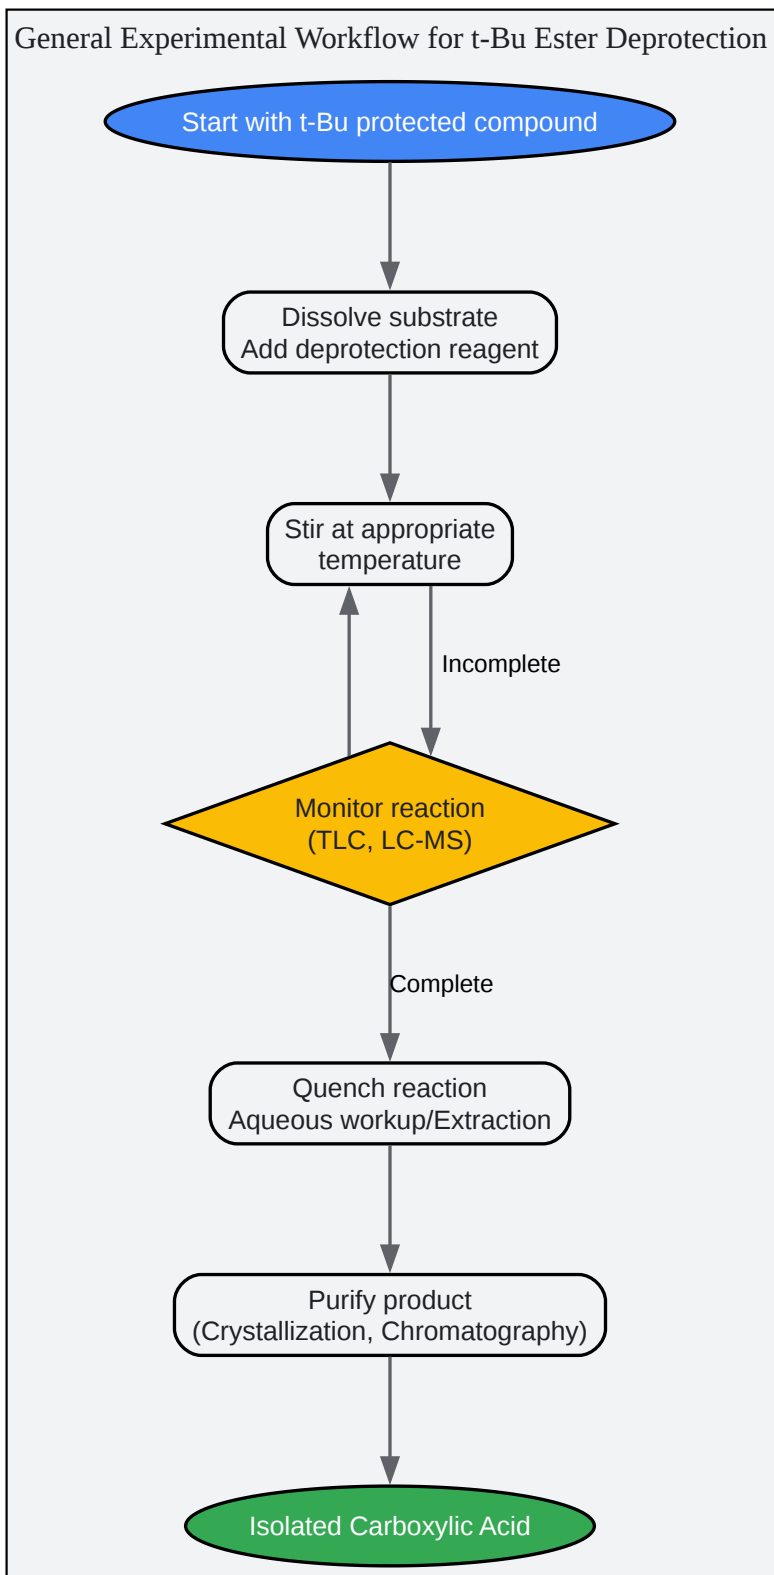 General Experimental Workflow for t-Bu Ester Deprotection
Start with t-Bu protected compound
Dissolve substrate
Add deprotection reagent
Stir at appropriate
temperature
Incomplete
Monitor reaction
(TLC, LC-MS)
Complete
Quench reaction
Aqueous workup/Extraction
Purify product
(Crystallization, Chromatography)
Isolated Carboxylic Acid